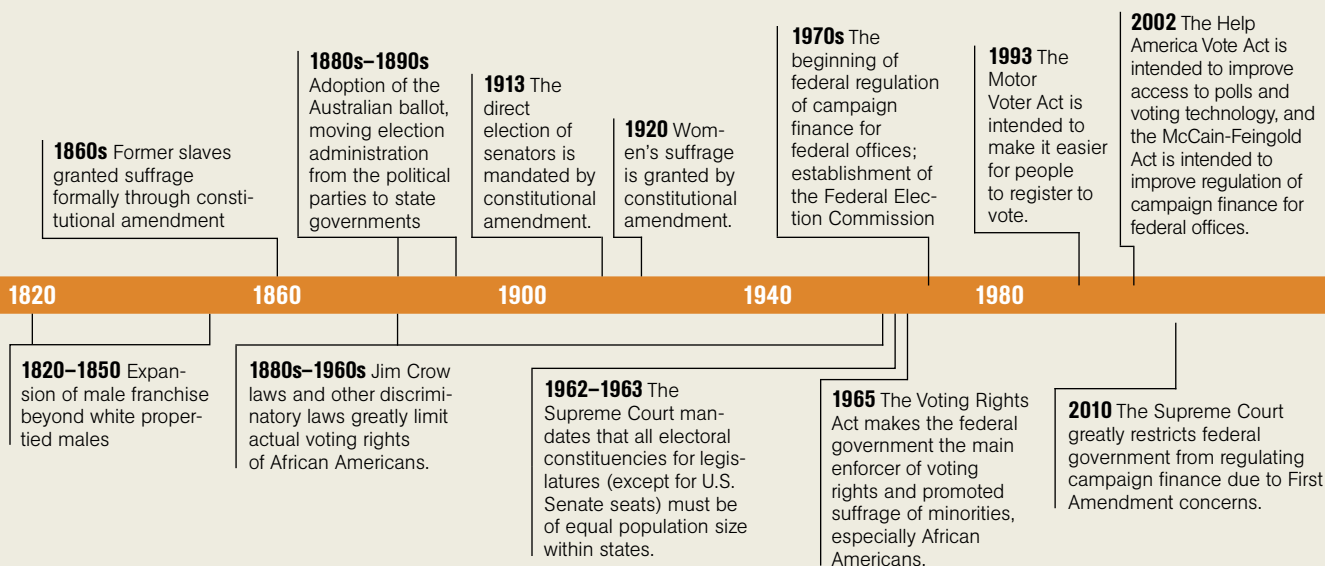 1860s Former slaves
granted suffrage
formally through consti-
tutional amendment
1880s–1890s
Adoption of the
Australian ballot,
moving election
administration
from the political
parties to state
governments
1913 The
direct
election of
senators is
mandated by
constitutional
amendment.
1920 Wom-
en's suffrage
is granted by
constitutional
amendment.
1970s The
beginning of
federal regulation
of campaign
finance for
federal offices;
establishment of
the Federal Elec-
tion Commission
1993 The
Motor
Voter Act is
intended to
make it easier
for people
to register to
vote.
2002 The Help
America Vote Act is
intended to improve
access to polls and
voting technology, and
the McCain-Feingold
Act is intended to
improve regulation of
campaign finance for
federal offices.
1820 1860 1900 1940 1980
1820–1850 Expan-
sion of male franchise
beyond white proper-
tied males
1880s–1960s Jim Crow
laws and other discrimi-
natory laws greatly limit
actual voting rights
of African Americans.
1962–1963 The
Supreme Court man-
dates that all electoral
constituencies for legis-
latures (except for U.S.
Senate seats) must be
of equal population size
within states.
1965 The Voting Rights
Act makes the federal
government the main
enforcer of voting
rights and promoted
suffrage of minorities,
especially African
Americans.
2010 The Supreme Court
greatly restricts federal
government from regulating
campaign finance due to First
Amendment concerns.